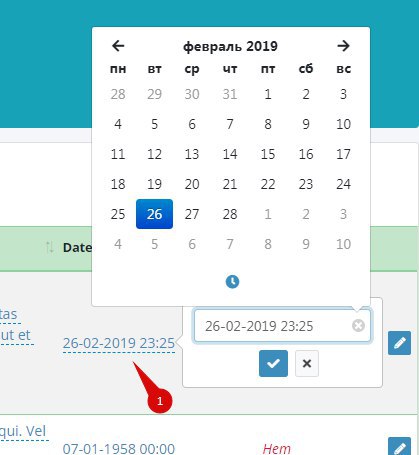 февраль 2019
пн вт ср чт пт сб вс
28 29 30 31 1 2 3
4 5 6 7 8 9 10
11 12 13 14 15 16 17
18 19 20 21 22 23 24
25 26 27 28 1 2 3
4 5 6 7 8 9 10
Date
tas
ut et
26-02-2019 23:25
26-02-2019 23:25
1
qui. Vel
07-01-1958 00:00
Нет